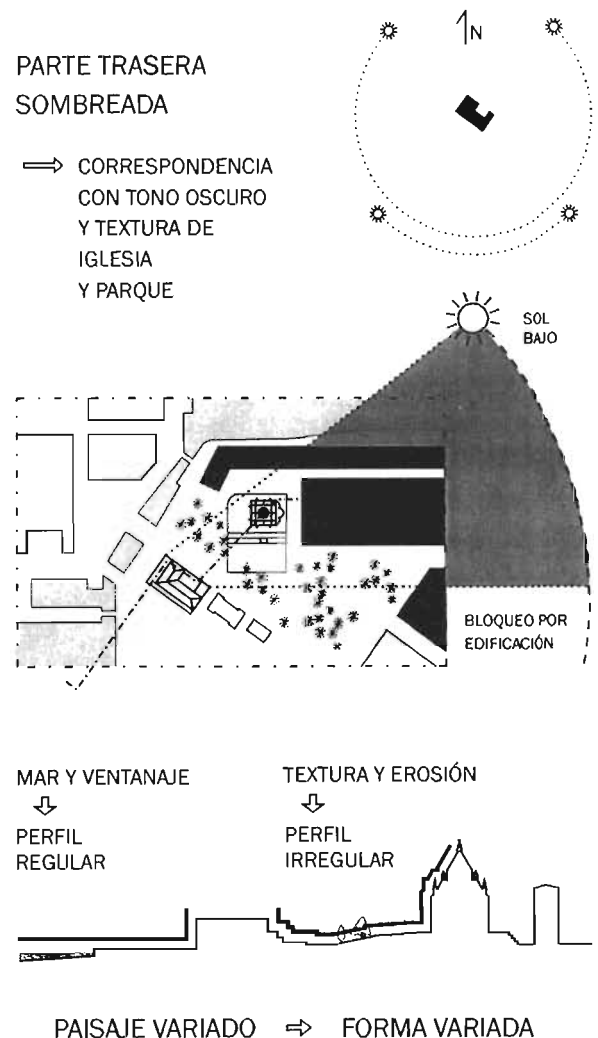 PARTE TRASERA
SOMBREADA
N
⇒ CORRESPONDENCIA
CON TONO OSCURO
Y TEXTURA DE
IGLESIA
Y PARQUE
SOL
BAJO
BLOQUEO POR
EDIFICACIÓN
MAR Y VENTANAJE
PERFIL
REGULAR
TEXTURA Y EROSIÓN
PERFIL
IRREGULAR
PAISAJE VARIADO ⇒ FORMA VARIADA